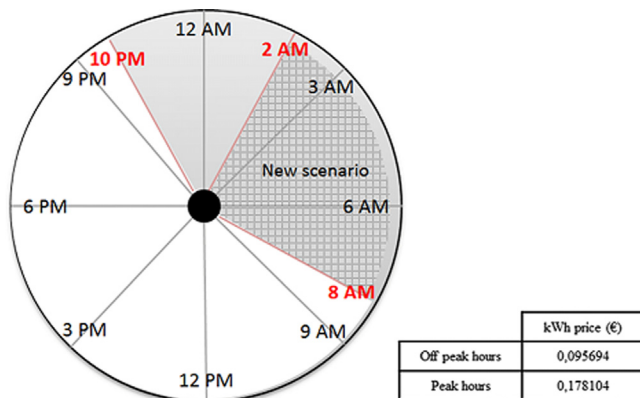 12 AM
10 PM
2 AM
9 PM
3 AM
New scenario
6 PM
6 AM
8 AM
3 PM
9 AM
12 PM
kWh price (€)
Off peak hours 0,095694
Peak hours 0,178104